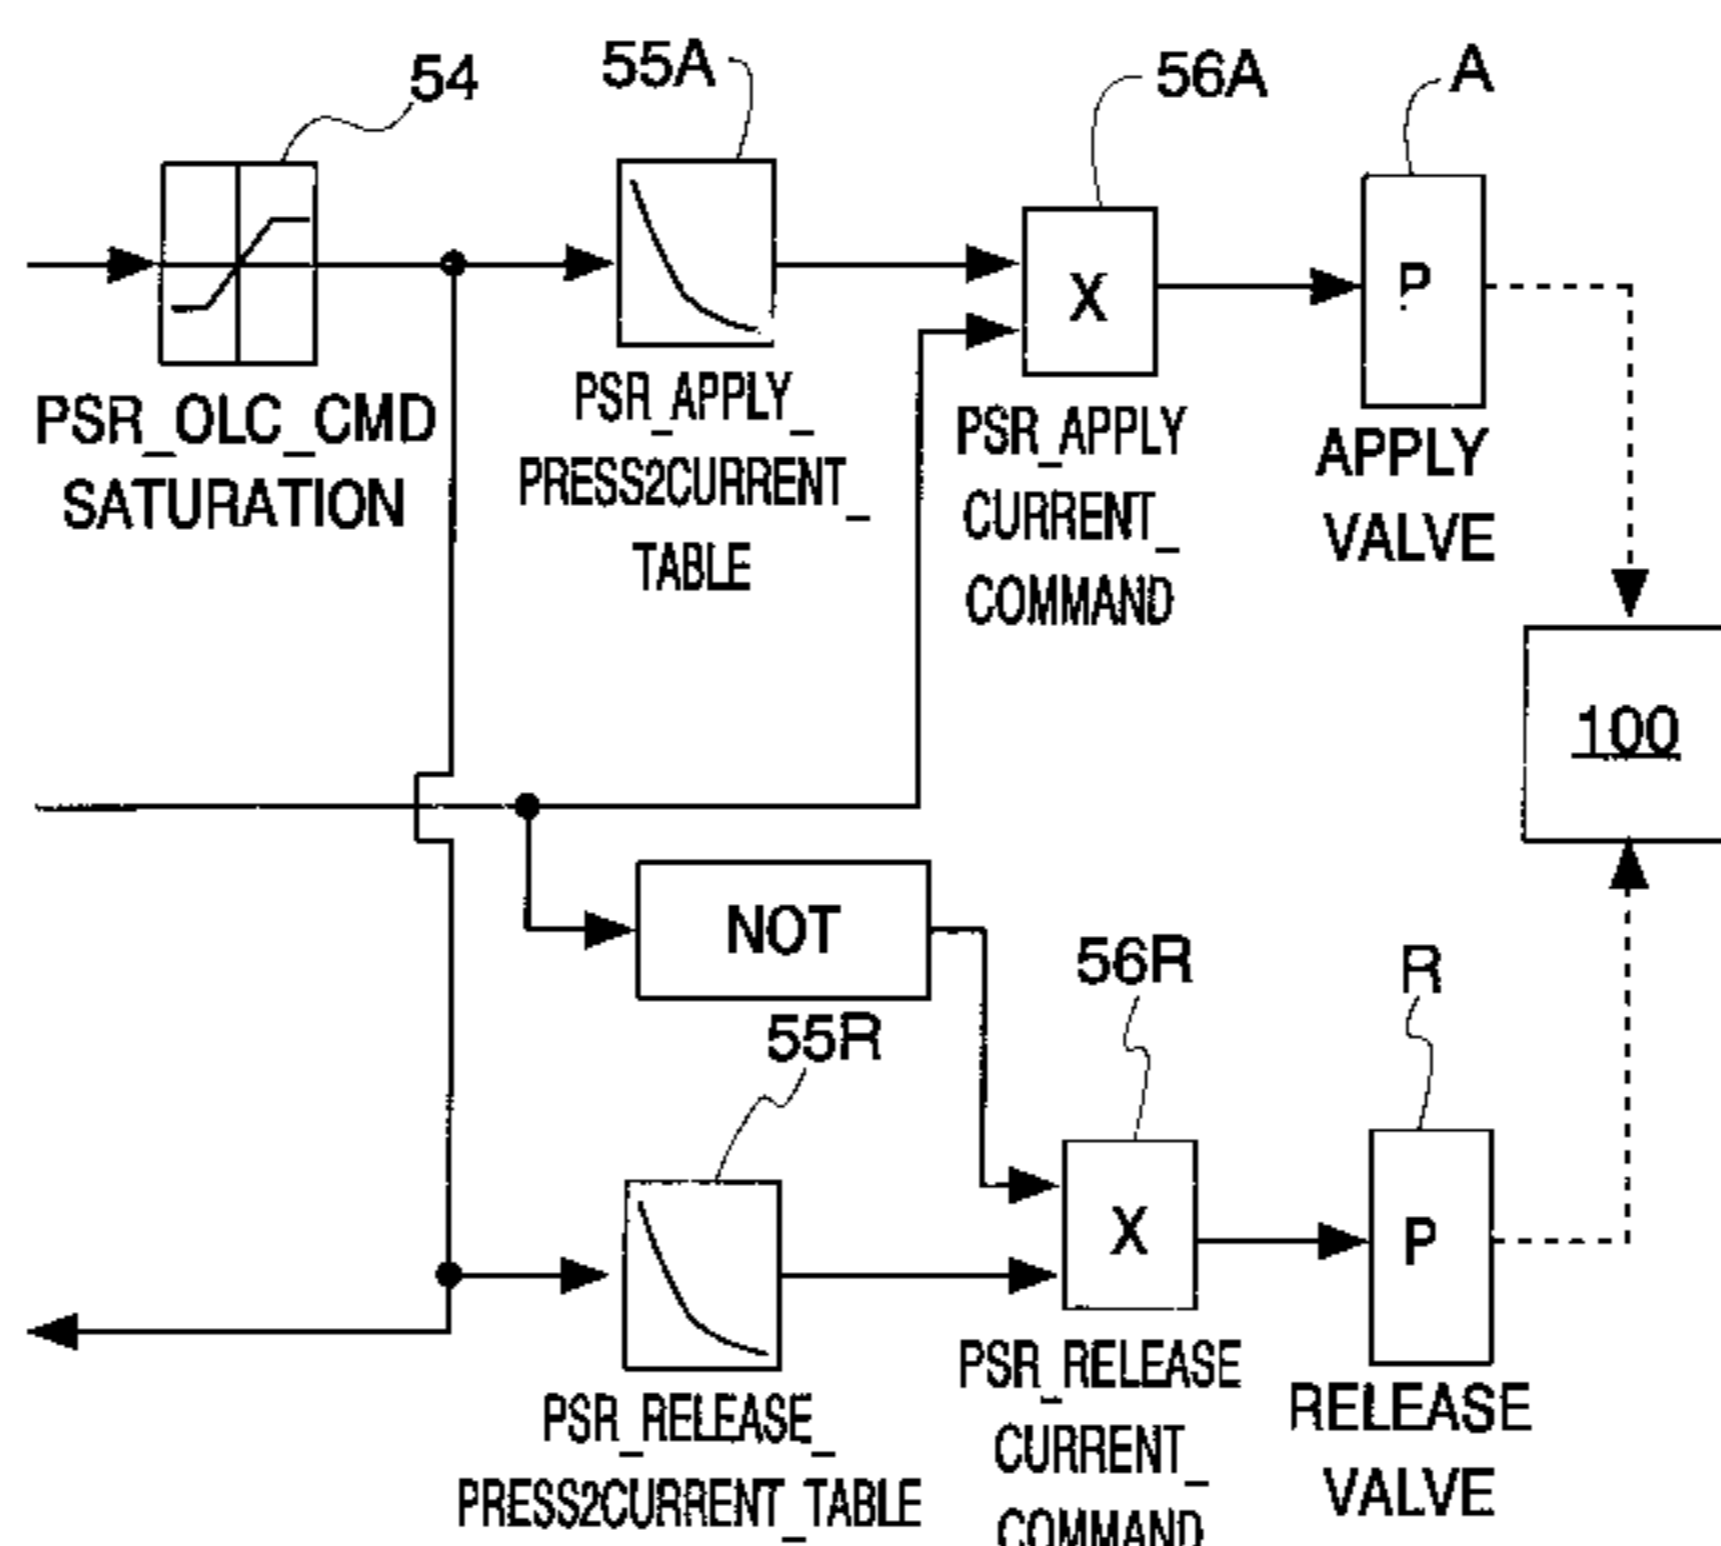 54
55A
56A
A
X
P
PSR_OLC_CMD
SATURATION
PSR_APPLY_
PRESS2CURRENT_
TABLE
PSR_APPLY
CURRENT_
COMMAND
APPLY
VALVE
100
NOT
55R
56R
R
X
P
PSR_RELEASE_
PRESS2CURRENT_TABLE
PSR_RELEASE
CURRENT_
COMMAND
RELEASE
VALVE